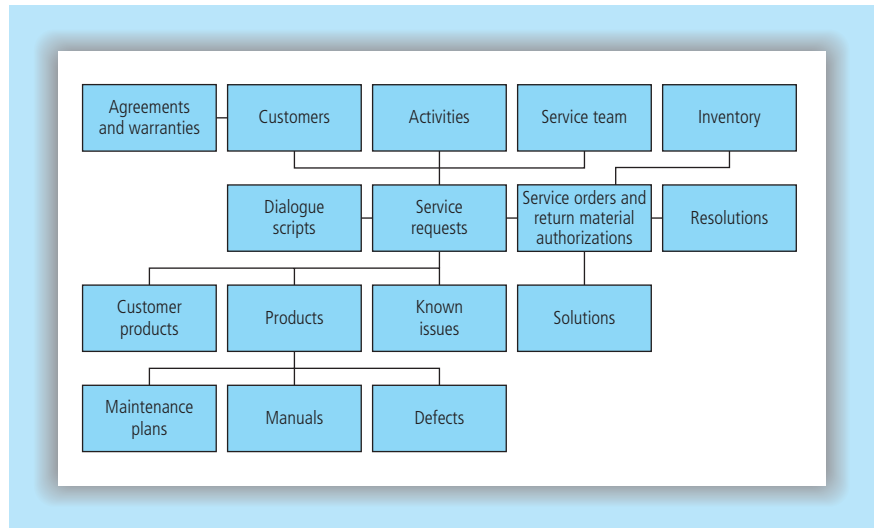 Agreements
and warranties
Customers
Activities
Service team
Inventory
Dialogue
scripts
Service
requests
Service orders and
return material
authorizations
Resolutions
Customer
products
Products
Known
issues
Solutions
Maintenance
plans
Manuals
Defects